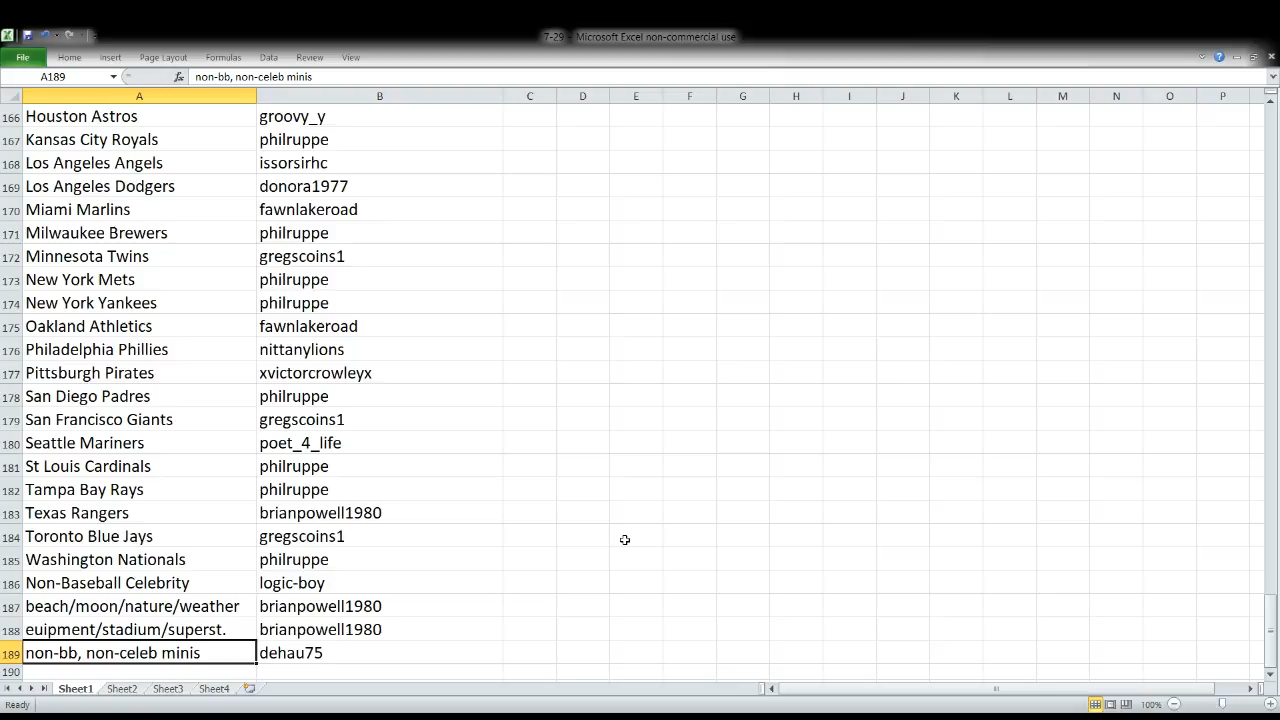 7-29 - Microsoft Excel non-commercial use
File Home Insert Page Layout Formulas Data Review View
A189 fx non-bb, non-celeb minis
A B C D E F G H I J K L M N O P
166 Houston Astros groovy_y
167 Kansas City Royals philruppe
168 Los Angeles Angels issorsirhc
169 Los Angeles Dodgers donora1977
170 Miami Marlins fawnlakeroad
171 Milwaukee Brewers philruppe
172 Minnesota Twins gregscoins1
173 New York Mets philruppe
174 New York Yankees philruppe
175 Oakland Athletics fawnlakeroad
176 Philadelphia Phillies nittanylions
177 Pittsburgh Pirates xvictorcrowleyx
178 San Diego Padres philruppe
179 San Francisco Giants gregscoins1
180 Seattle Mariners poet_4_life
181 St Louis Cardinals philruppe
182 Tampa Bay Rays philruppe
183 Texas Rangers brianpowell1980
184 Toronto Blue Jays gregscoins1
185 Washington Nationals philruppe
186 Non-Baseball Celebrity logic-boy
187 beach/moon/nature/weather brianpowell1980
188 euipment/stadium/superst. brianpowell1980
189 non-bb, non-celeb minis dehau75
190
Sheet1 Sheet2 Sheet3 Sheet4
Ready 100%